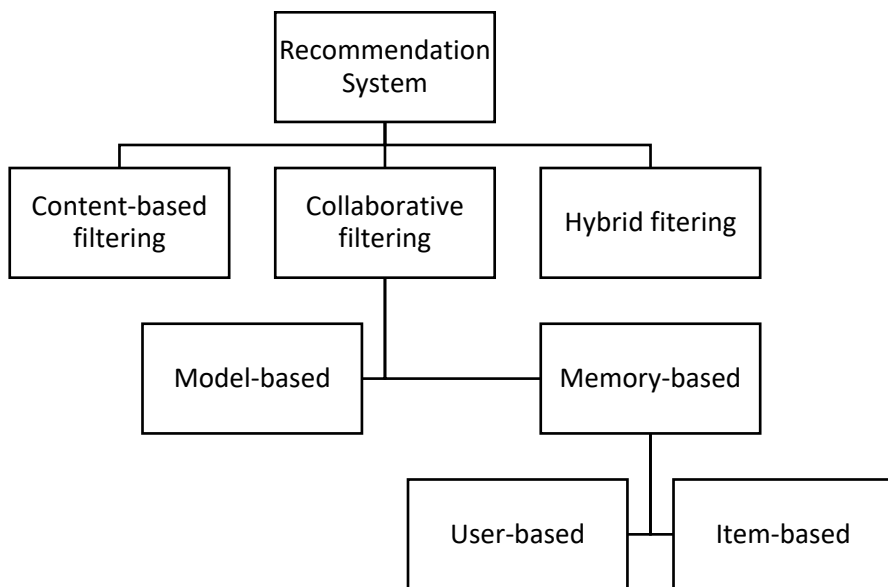 Recommendation
System
Content-based
filtering
Collaborative
filtering
Hybrid fitering
Model-based
Memory-based
User-based
Item-based